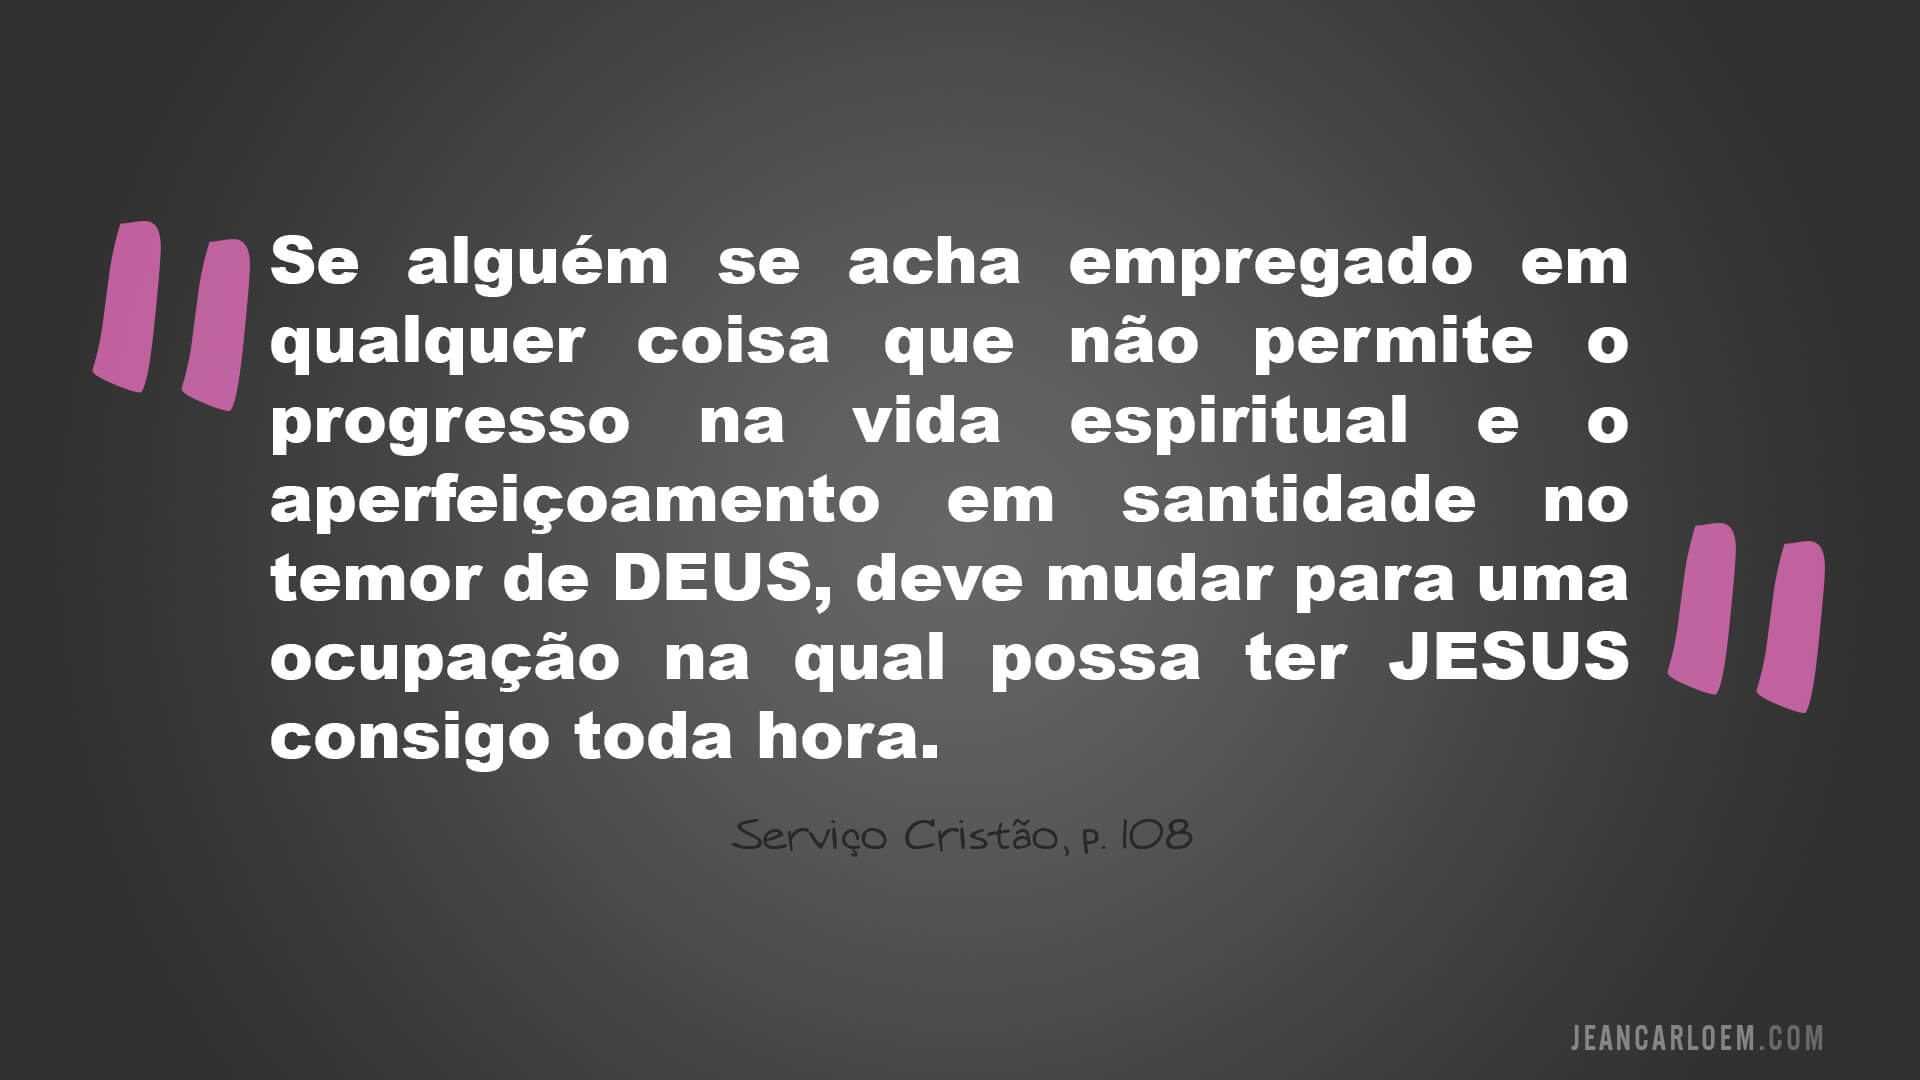 Se alguém se acha empregado em
qualquer coisa que não permite o
progresso na vida espiritual e o
aperfeiçoamento em santidade no
temor de DEUS, deve mudar para uma
ocupação na qual possa ter JESUS
consigo toda hora.
Serviço Cristão, p. 108
JEANCARLOEM.COM